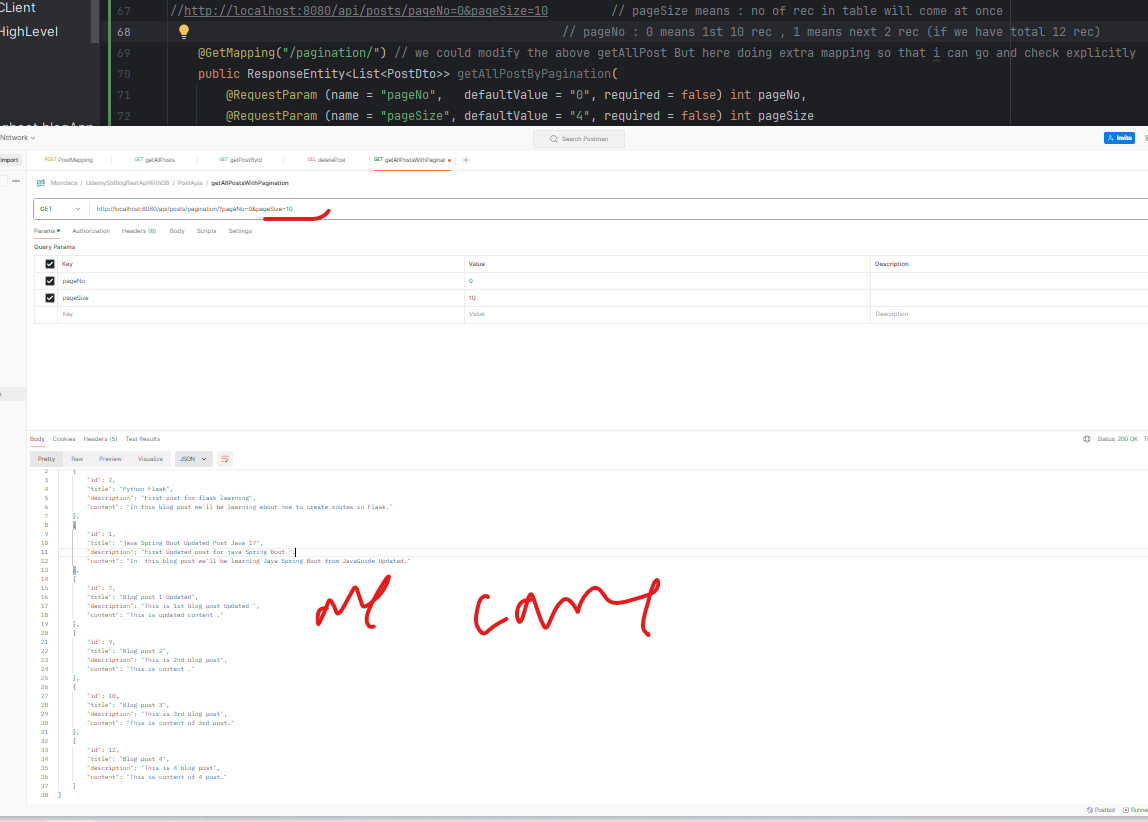 CLient
HighLevel
ghost.blogApp
67 //http://localhost:8080/api/posts/pageNo=0&pageSize=10 // pageSize means : no of rec in table will come at once
68 // pageNo : 0 means 1st 10 rec , 1 means next 2 rec (if we have total 12 rec)
69 @GetMapping("/pagination/") // we could modify the above getAllPost But here doing extra mapping so that i can go and check explicitly
70 public ResponseEntity<List<PostDto>> getAllPostByPagination(
71 @RequestParam (name = "pageNo", defaultValue = "0", required = false) int pageNo,
72 @RequestParam (name = "pageSize", defaultValue = "4", required = false) int pageSize
Network
Search Postman
Invite
Import
POST PostMapping
GET getAllPosts
GET getPostById
DEL deletePost
GET getAllPostsWithPaginat
Mondeca / UdemySbBlogRestApiWithDB / PostApis / getAllPostsWithPagination
GET http://localhost:8080/api/posts/pagination/?pageNo=0&pageSize=10
Params Authorization Headers (6) Body Scripts Settings
Query Params
Key Value Description
pageNo 0
pageSize 10
Key Value Description
Body Cookies Headers (5) Test Results
Status: 200 OK
Pretty Raw Preview Visualize JSON
2 {
3 "id": 2,
4 "title": "Python Flask",
5 "description": "First post for flask learning",
6 "content": "In this blog post we'll be learning about how to create routes in Flask."
7 },
8 {
9 "id": 1,
10 "title": "java Spring Boot Updated Post Java 17",
11 "description": "First Updated post for java Spring Boot ",
12 "content": "In this blog post we'll be learning Java Spring Boot from JavaGuide Updated."
13 },
14 {
15 "id": 7,
16 "title": "Blog post 1 Updated",
17 "description": "This is 1st blog post Updated ",
18 "content": "This is updated content ."
19 },
20 {
21 "id": 9,
22 "title": "Blog post 2",
23 "description": "This is 2nd blog post",
24 "content": "This is content ."
25 },
26 {
27 "id": 10,
28 "title": "Blog post 3",
29 "description": "This is 3rd blog post",
30 "content": "This is content of 3rd post."
31 },
32 {
33 "id": 12,
34 "title": "Blog post 4",
35 "description": "This is 4 blog post",
36 "content": "This is content of 4 post."
37 }
38 ]
Postbot
Runne